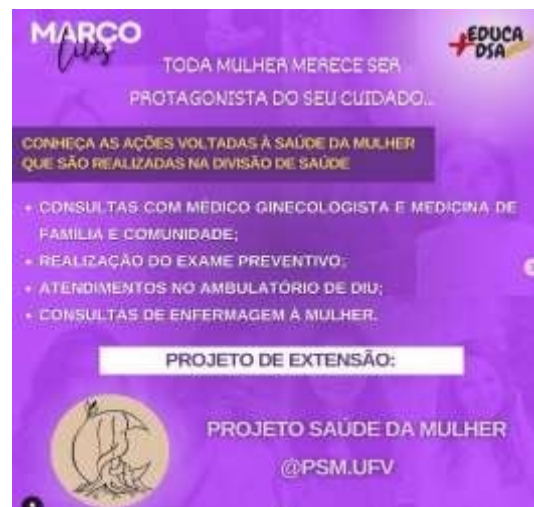 MARÇO
Lilás
+EDUCA
DSA
TODA MULHER MERECE SER
PROTAGONISTA DO SEU CUIDADO...
CONHEÇA AS AÇÕES VOLTADAS À SAÚDE DA MULHER
QUE SÃO REALIZADAS NA DIVISÃO DE SAÚDE
• CONSULTAS COM MÉDICO GINECOLOGISTA E MEDICINA DE
FAMÍLIA E COMUNIDADE;
• REALIZAÇÃO DO EXAME PREVENTIVO;
• ATENDIMENTOS NO AMBULATÓRIO DE DIU;
• CONSULTAS DE ENFERMAGEM À MULHER.
PROJETO DE EXTENSÃO:
PROJETO SAÚDE DA MULHER
@PSM.UFV